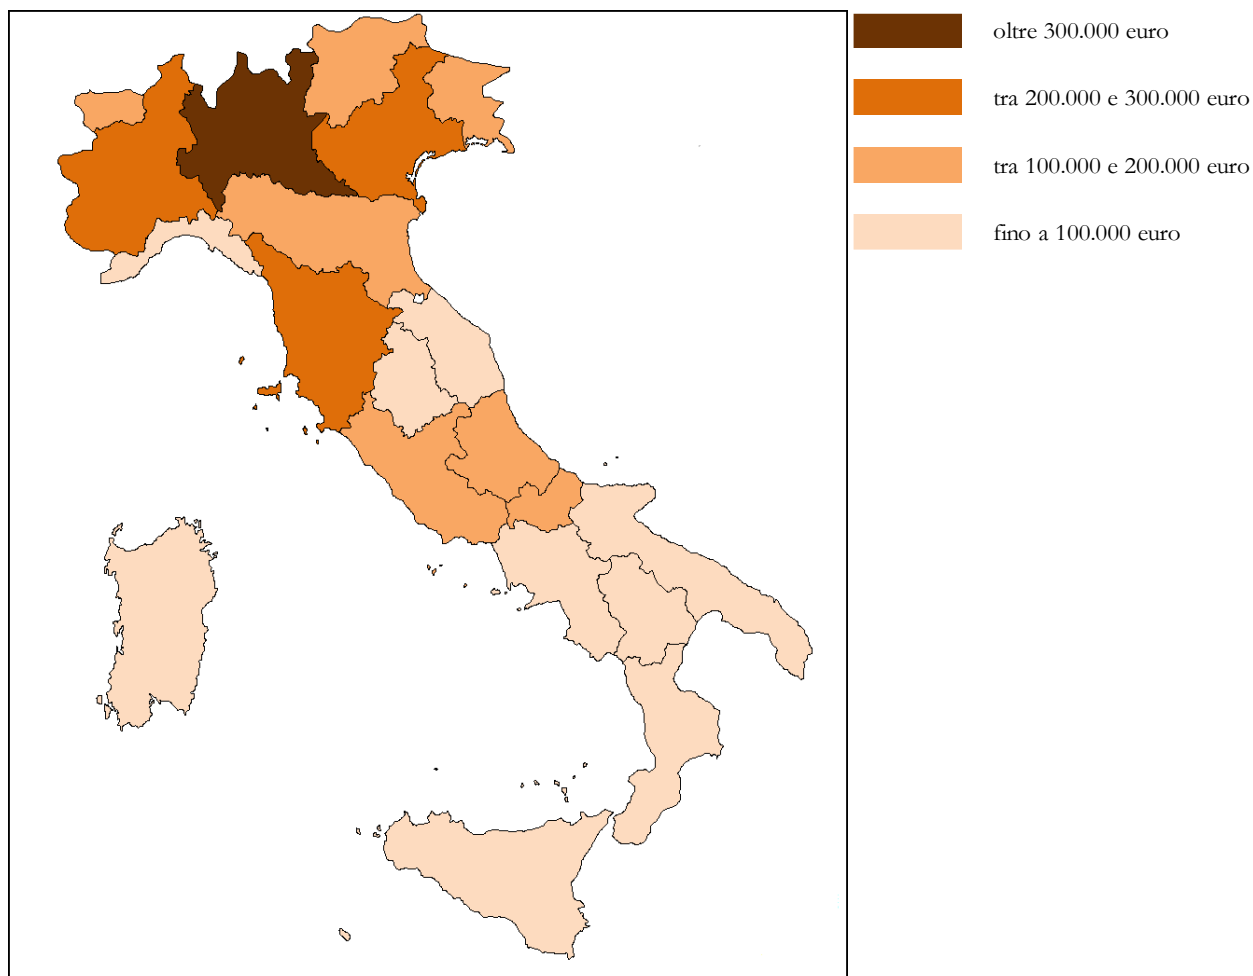 oltre 300.000 euro
tra 200.000 e 300.000 euro
tra 100.000 e 200.000 euro
fino a 100.000 euro